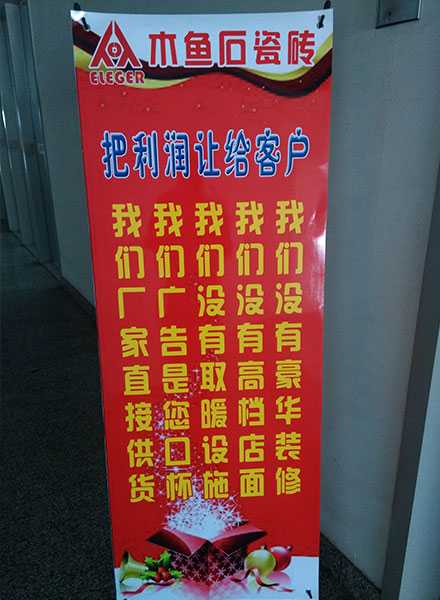 木鱼石瓷砖
ELEGER
把利润让给客户
我们没有豪华装修
我们没有高档店面
我们没有取暖设施
我们广告是您口杯
我们厂家直接供货